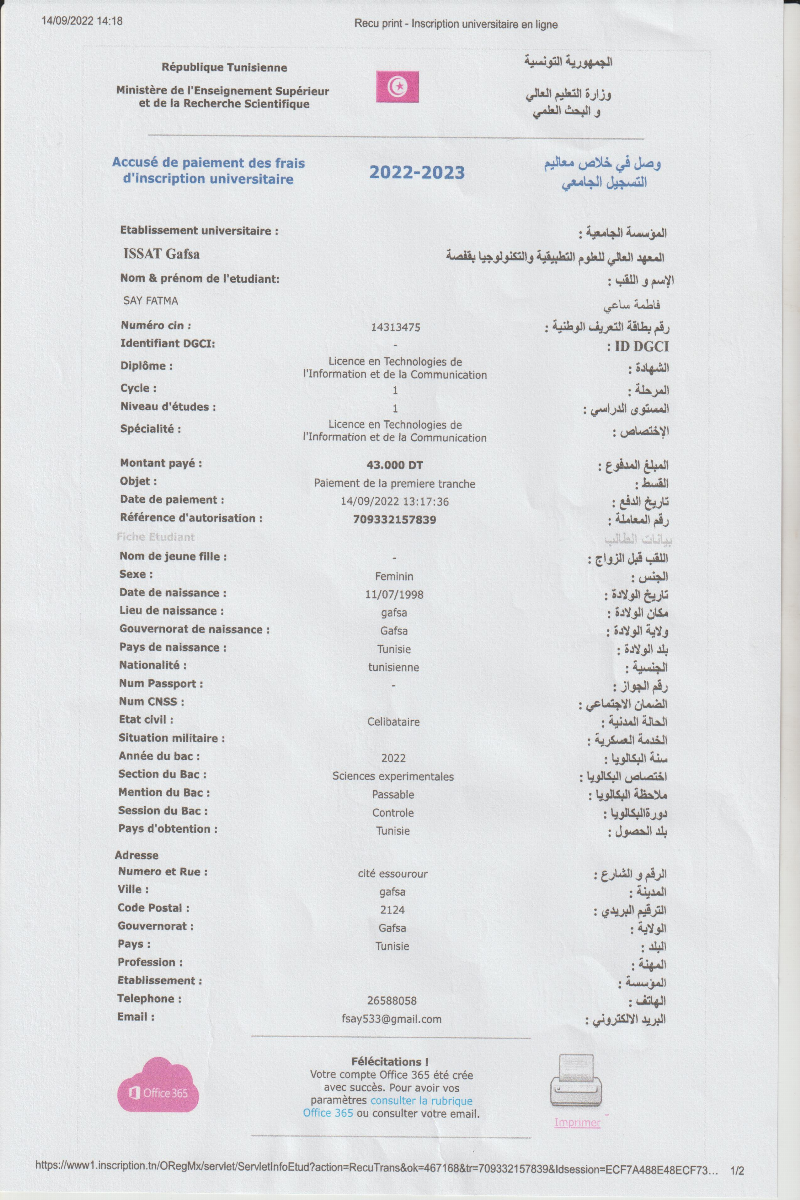 14/09/2022 14:18
Recu print - Inscription universitaire en ligne
République Tunisienne
الجمهورية التونسية
Ministère de l'Enseignement Supérieur
et de la Recherche Scientifique
وزارة التعليم العالي
و البحث العلمي
Accusé de paiement des frais
d'inscription universitaire
2022-2023
وصل في خلاص معاليم
التسجيل الجامعي
Etablissement universitaire :
المؤسسة الجامعية :
ISSAT Gafsa
المعهد العالي للعلوم التطبيقية والتكنولوجيا بقفصة
Nom & prénom de l'etudiant:
الإسم و اللقب :
SAY FATMA
فاطمة ساعي
Numéro cin : 14313475 رقم بطاقة التعريف الوطنية :
Identifiant DGCI: - ID DGCI :
Diplôme : Licence en Technologies de
l'Information et de la Communication الشهادة :
Cycle : 1 المرحلة :
Niveau d'études : 1 المستوى الدراسي :
Spécialité : Licence en Technologies de
l'Information et de la Communication الإختصاص :
Montant payé : 43.000 DT المبلغ المدفوع :
Objet : Paiement de la premiere tranche القسط :
Date de paiement : 14/09/2022 13:17:36 تاريخ الدفع :
Référence d'autorisation : 709332157839 رقم المعاملة :
Fiche Etudiant بيانات الطالب
Nom de jeune fille : - اللقب قبل الزواج :
Sexe : Feminin الجنس :
Date de naissance : 11/07/1998 تاريخ الولادة :
Lieu de naissance : gafsa مكان الولادة :
Gouvernorat de naissance : Gafsa ولاية الولادة :
Pays de naissance : Tunisie بلد الولادة :
Nationalité : tunisienne الجنسية :
Num Passport : - رقم الجواز :
Num CNSS : الضمان الاجتماعي :
Etat civil : Celibataire الحالة المدنية :
Situation militaire : الخدمة العسكرية :
Année du bac : 2022 سنة البكالويا :
Section du Bac : Sciences experimentales اختصاص البكالويا :
Mention du Bac : Passable ملاحظة البكالويا :
Session du Bac : Controle دورةالبكالويا :
Pays d'obtention : Tunisie بلد الحصول :
Adresse
Numero et Rue : cité essourour الرقم و الشارع :
Ville : gafsa المدينة :
Code Postal : 2124 الترقيم البريدي :
Gouvernorat : Gafsa الولاية :
Pays : Tunisie البلد :
Profession : المهنة :
Etablissement : المؤسسة :
Telephone : 26588058 الهاتف :
Email : fsay533@gmail.com البريد الالكتروني :
Office 365
Félécitations !
Votre compte Office 365 été crée
avec succès. Pour avoir vos
paramètres consulter la rubrique
Office 365 ou consulter votre email.
Imprimer
https://www1.inscription.tn/ORegMx/servlet/ServletInfoEtud?action=RecuTrans&ok=467168&tr=709332157839&Idsession=ECF7A488E48ECF73... 1/2